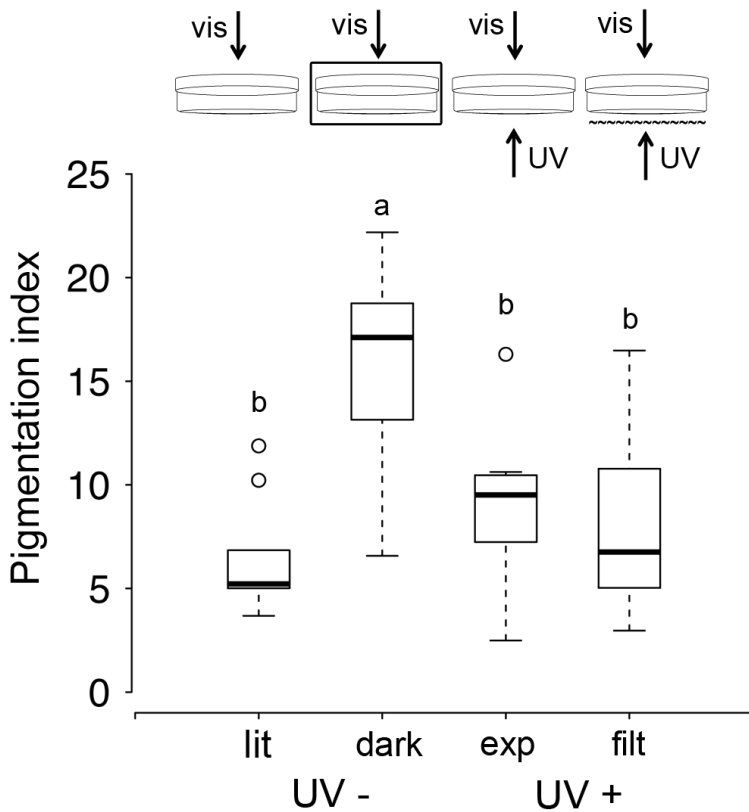 vis vis vis vis
UV UV
Pigmentation index
25
20
15
10
5
0
b a b b
lit dark exp filt
UV - UV +